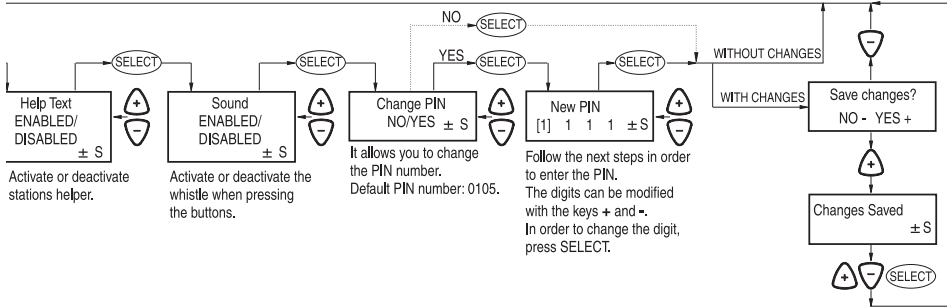 NO
SELECT
YES
SELECT
SELECT
SELECT
SELECT
WITHOUT CHANGES
WITH CHANGES
-
Help Text
ENABLED/
DISABLED
± S
+
-
Activate or deactivate
stations helper.
Sound
ENABLED/
DISABLED
± S
+
-
Activate or deactivate the
whistle when pressing
the buttons.
Change PIN
NO/YES ± S
+
-
It allows you to change
the PIN number.
Default PIN number: 0105.
New PIN
[1] 1 1 1 ± S
+
-
Follow the next steps in order
to enter the PIN.
The digits can be modified
with the keys + and -.
In order to change the digit,
press SELECT.
Save changes?
NO - YES +
+
Changes Saved
± S
+ - SELECT